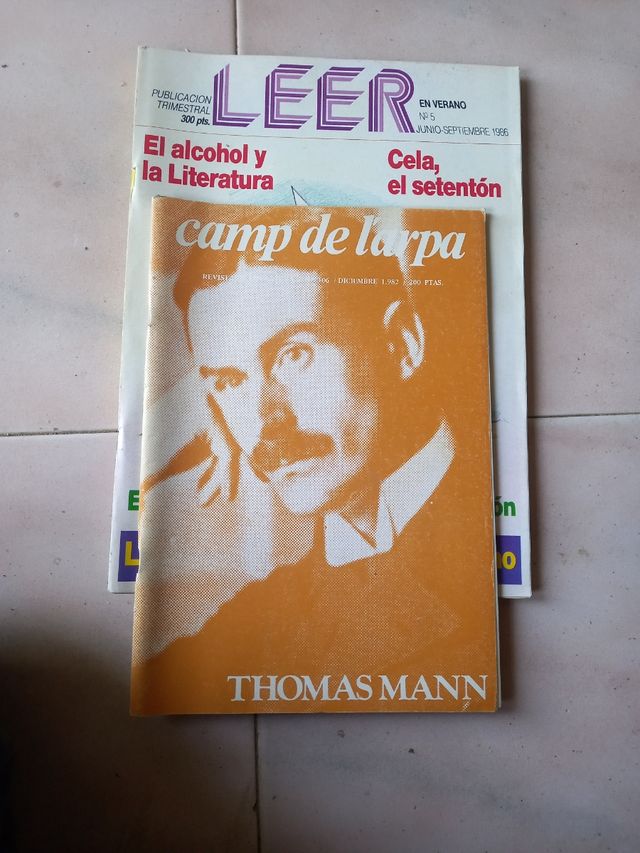 PUBLICACION
TRIMESTRAL
300 pts.
LEER
EN VERANO
Nº 5
JUNIO-SEPTIEMBRE 1986
El alcohol y
la Literatura
Cela,
el setentón
camp de l'arpa
DICIEMBRE 1.982 / 200 PTAS.
THOMAS MANN